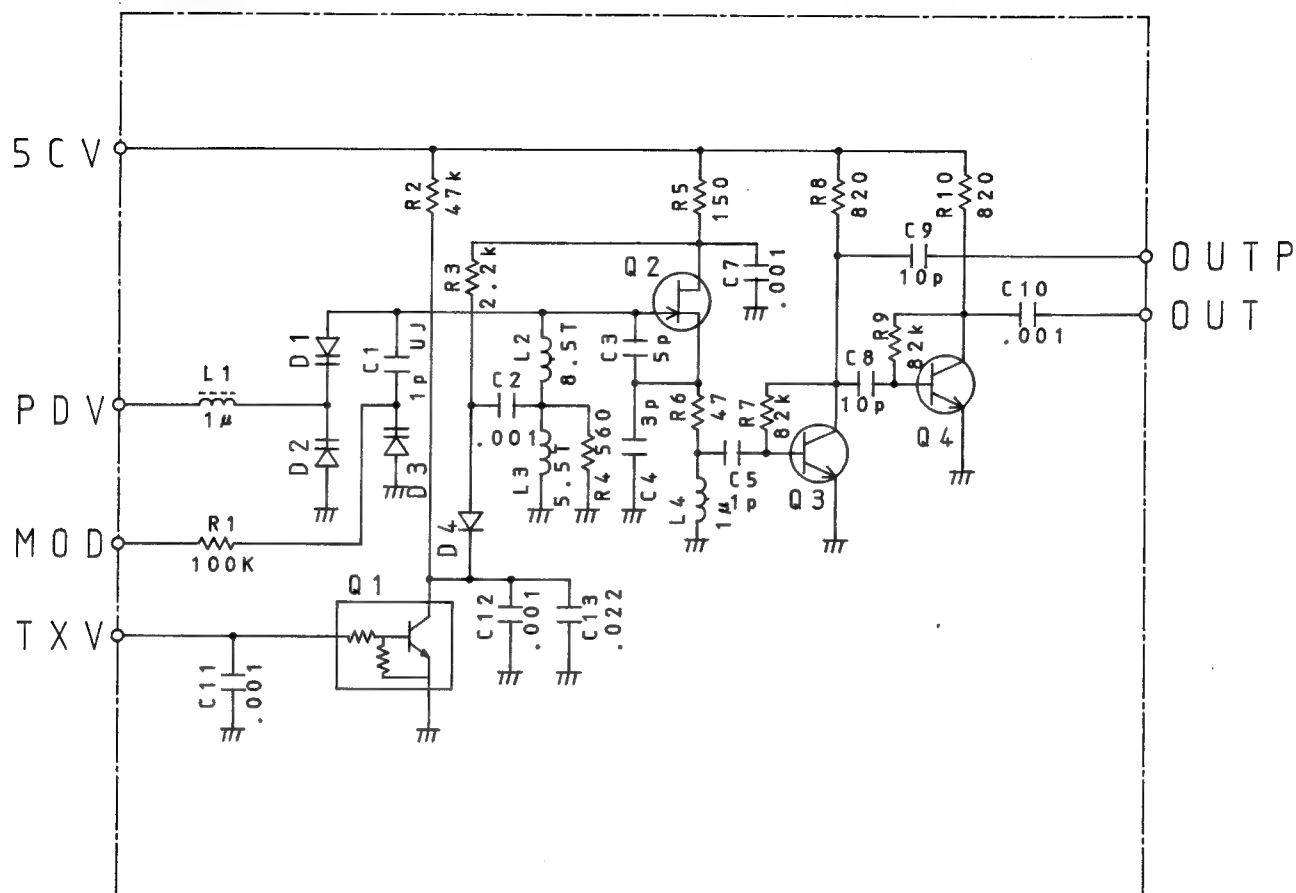 5CV
PDV
MOD
TXV
OUTP
OUT
R2
47k
R5
150
R8
820
R10
820
C9
10p
C10
.001
R3
2.2k
Q2
C7
.001
R9
82k
D1
C1
1p UJ
L2
8.5T
C3
5p
C8
10p
L1
1μ
C2
.001
R6
47
R7
82k
Q4
D2
D3
L3
5.5T
R4
560
C4
3p
L4
1μ
C5
1p
Q3
R1
100K
D4
Q1
C12
.001
C13
.022
C11
.001